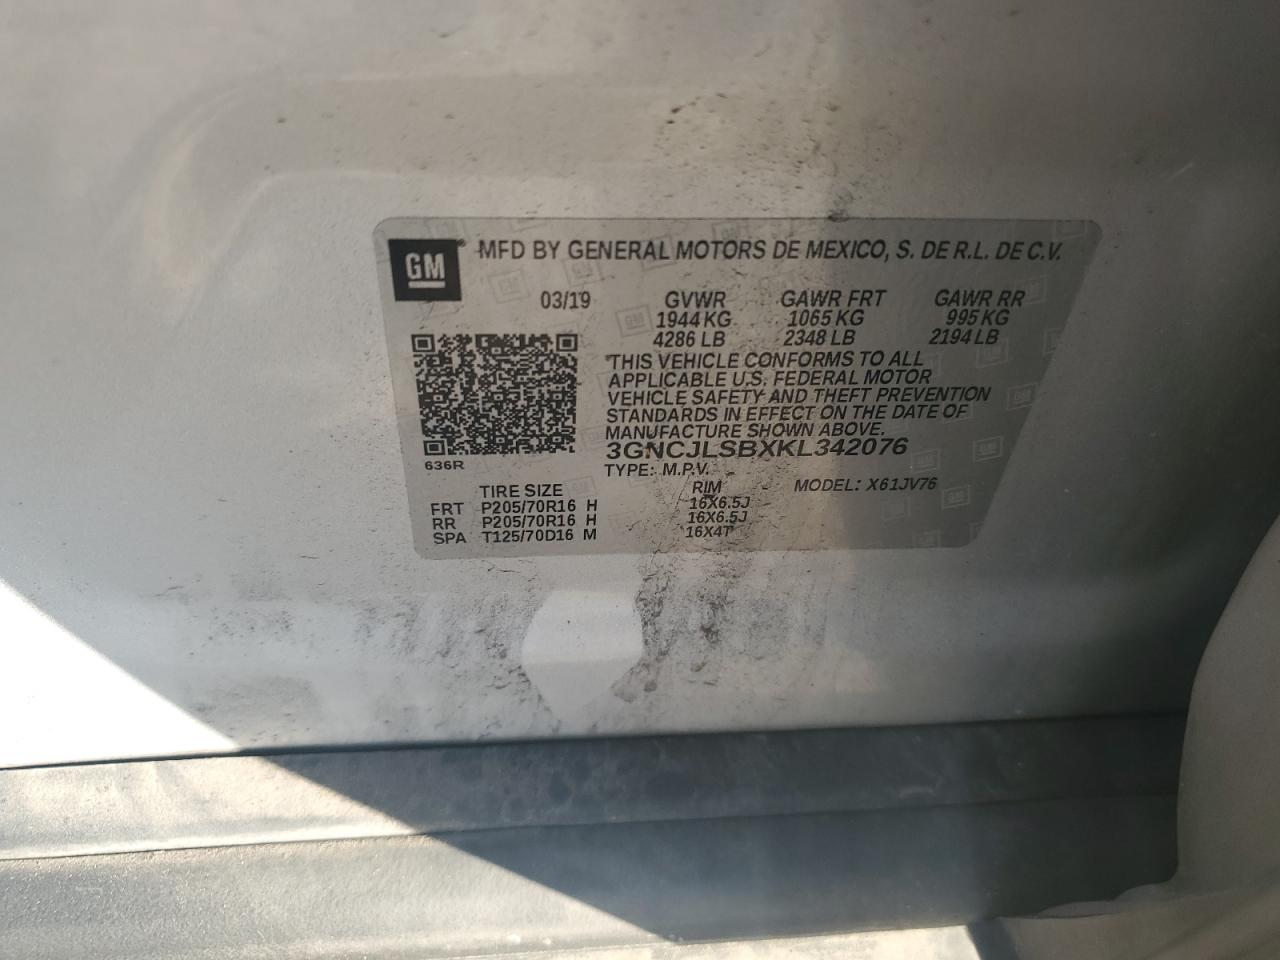 GM® MFD BY GENERAL MOTORS DE MEXICO, S. DE R.L. DE C.V.
03/19 GVWR GAWR FRT GAWR RR
1944 KG 1065 KG 995 KG
4286 LB 2348 LB 2194 LB
THIS VEHICLE CONFORMS TO ALL
APPLICABLE U.S. FEDERAL MOTOR
VEHICLE SAFETY AND THEFT PREVENTION
STANDARDS IN EFFECT ON THE DATE OF
MANUFACTURE SHOWN ABOVE.
3GNCJLSBXKL342076
636R
TYPE: M.P.V.
TIRE SIZE RIM MODEL: X61JV76
FRT P205/70R16 H 16X6.5J
RR P205/70R16 H 16X6.5J
SPA T125/70D16 M 16X4T